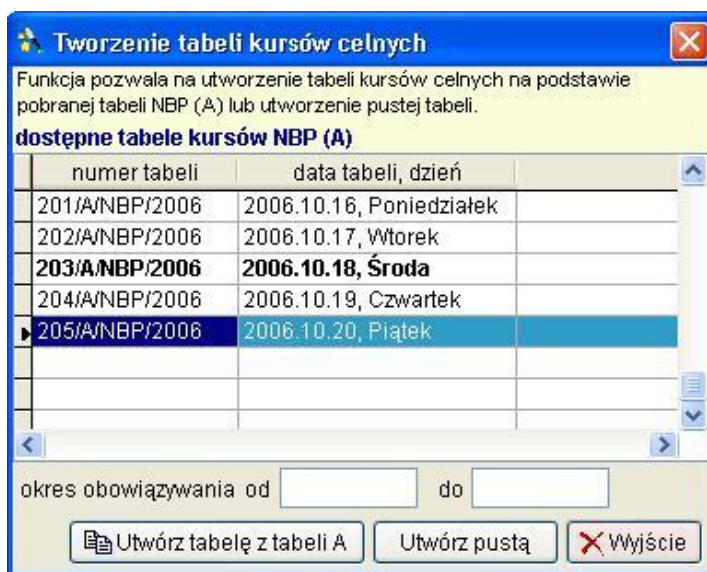 Tworzenie tabeli kursów celnych
Funkcja pozwala na utworzenie tabeli kursów celnych na podstawie
pobranej tabeli NBP (A) lub utworzenie pustej tabeli.
dostępne tabele kursów NBP (A)
numer tabeli data tabeli, dzień
201/A/NBP/2006 2006.10.16, Poniedziałek
202/A/NBP/2006 2006.10.17, Wtorek
203/A/NBP/2006 2006.10.18, Środa
204/A/NBP/2006 2006.10.19, Czwartek
205/A/NBP/2006 2006.10.20, Piątek
okres obowiązywania od do
Utwórz tabelę z tabeli A Utwórz pustą Wyjście